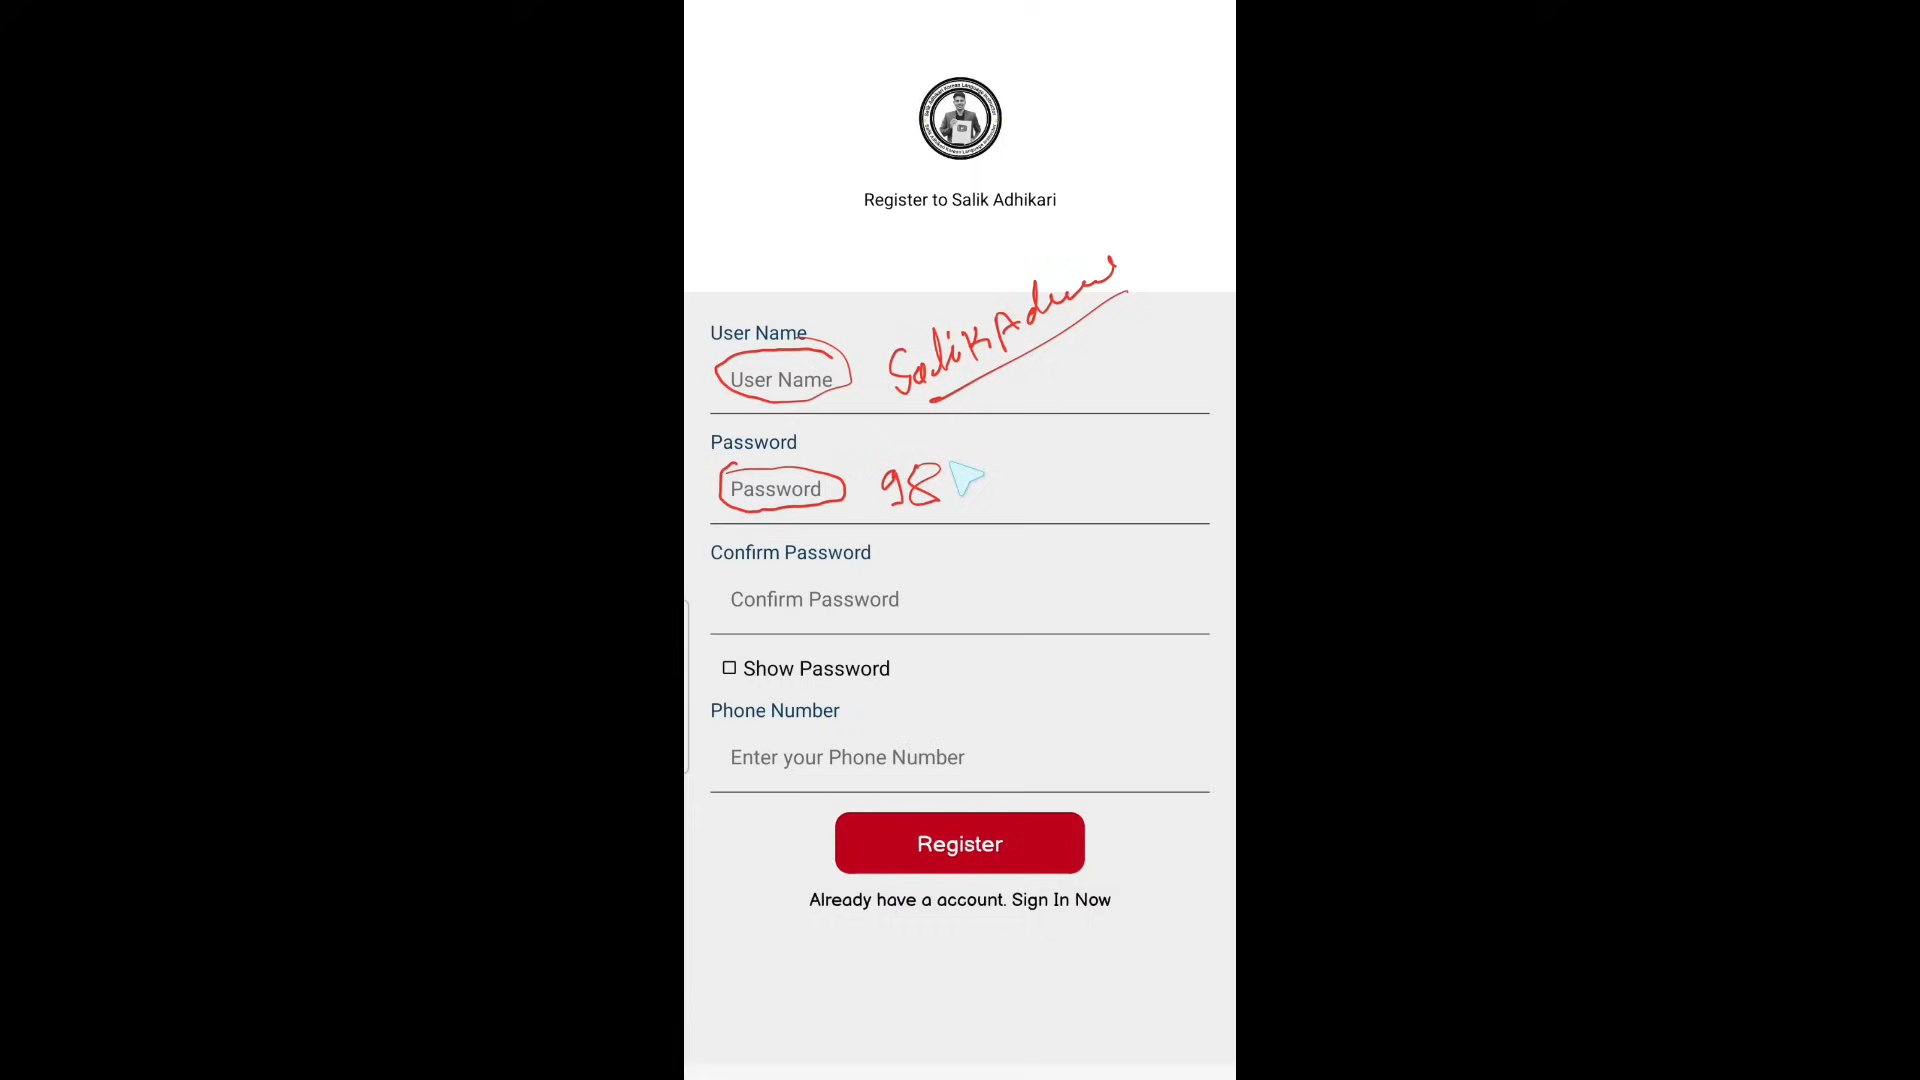 Register to Salik Adhikari
User Name
User Name
Salik
Password
Password
98
Confirm Password
Confirm Password
Show Password
Phone Number
Enter your Phone Number
Register
Already have a account. Sign In Now